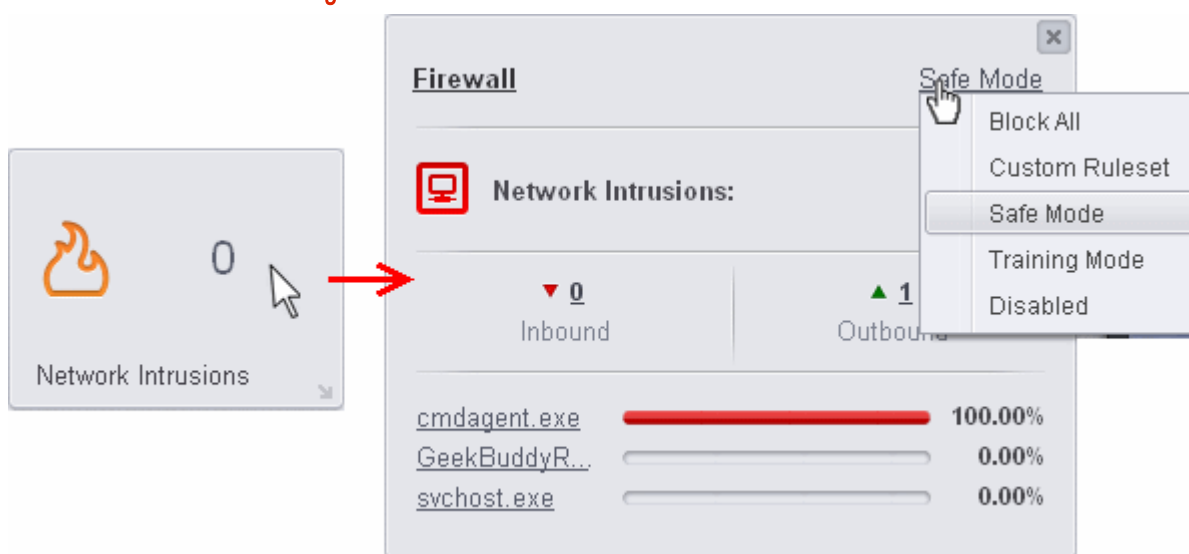 Firewall
Safe Mode
Block All
Custom Ruleset
Safe Mode
Training Mode
Disabled
Network Intrusions:
0
Network Intrusions
0
1
Inbound
cmdagent.exe 100.00%
GeekBuddyR... 0.00%
svchost.exe 0.00%